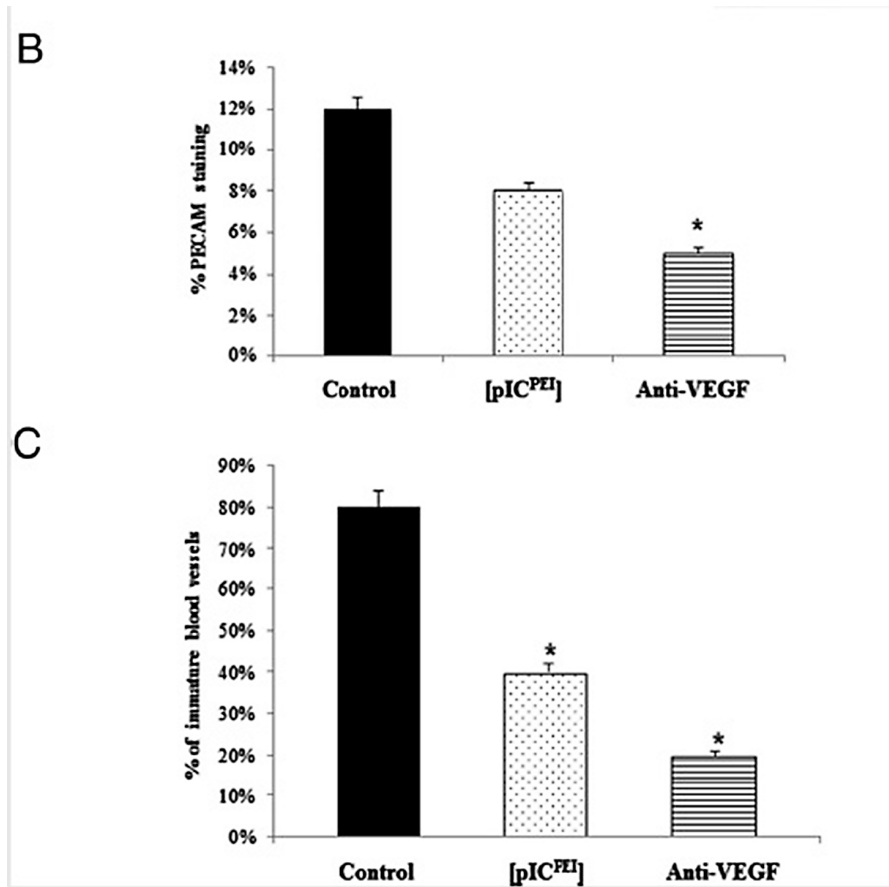 B
14%
12%
10%
8%
6%
4%
2%
0%
% PECAM staining
*
Control
[pIC^PEI]
Anti-VEGF
C
90%
80%
70%
60%
50%
40%
30%
20%
10%
0%
% of immature blood vessels
*
*
Control
[pIC^PEI]
Anti-VEGF